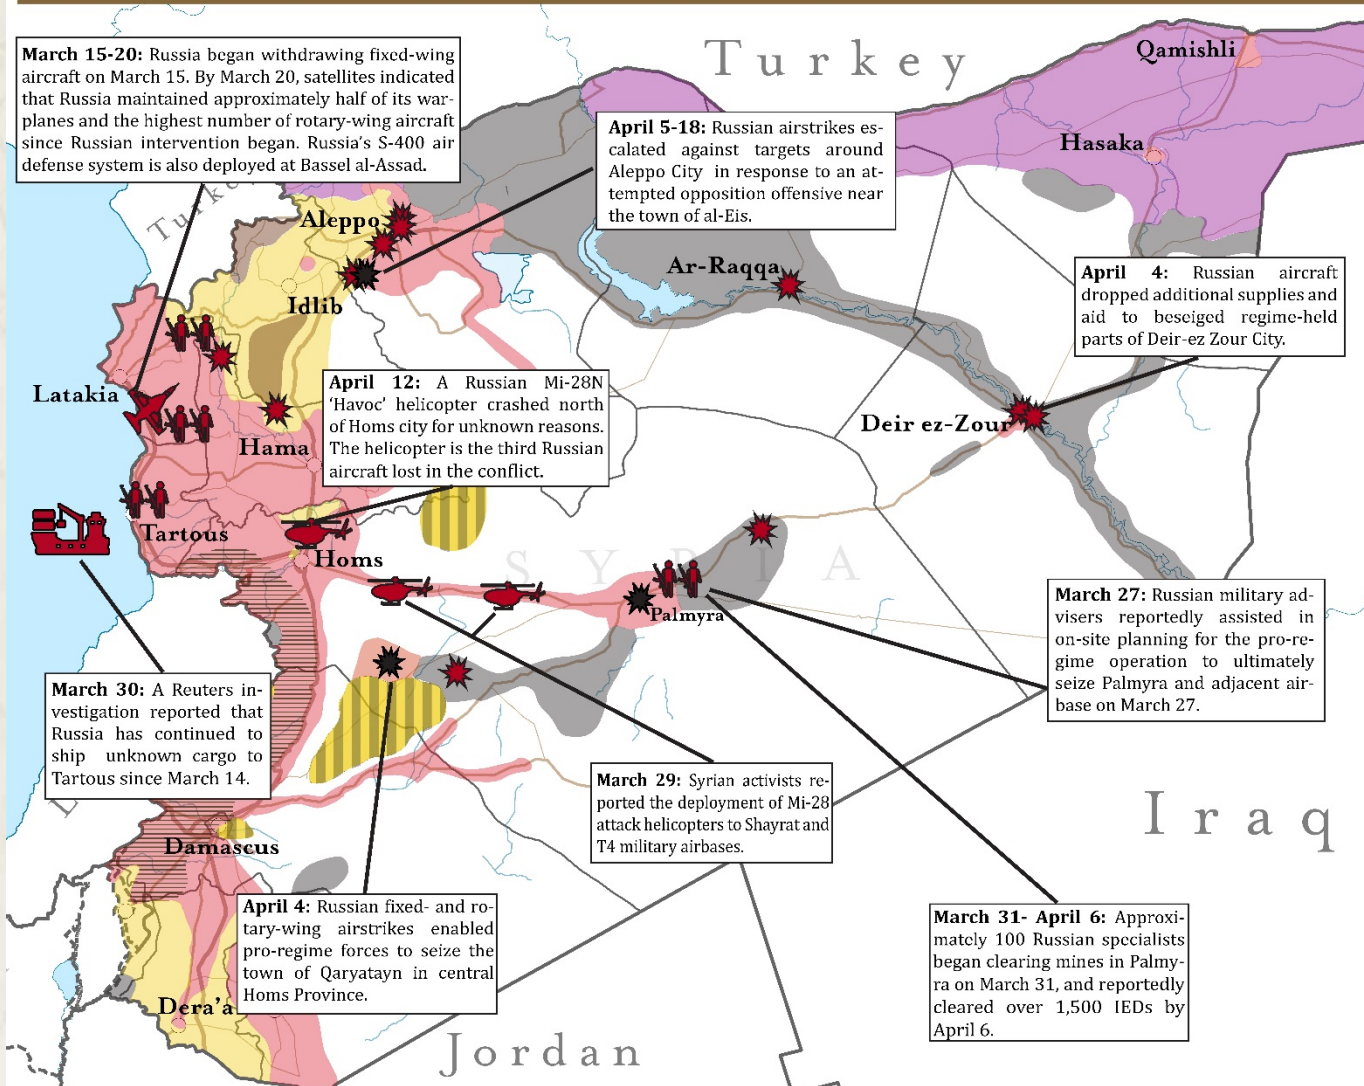 March 15-20: Russia began withdrawing fixed-wing
aircraft on March 15. By March 20, satellites indicated
that Russia maintained approximately half of its war-
planes and the highest number of rotary-wing aircraft
since Russian intervention began. Russia's S-400 air
defense system is also deployed at Bassel al-Assad.
Turkey
Qamishli
Hasaka
April 5-18: Russian airstrikes es-
calated against targets around
Aleppo City in response to an at-
tempted opposition offensive near
the town of al-Eis.
Aleppo
Idlib
Ar-Raqqa
April 4: Russian aircraft
dropped additional supplies and
aid to beseiged regime-held
parts of Deir-ez Zour City.
Latakia
April 12: A Russian Mi-28N
'Havoc' helicopter crashed north
of Homs city for unknown reasons.
The helicopter is the third Russian
aircraft lost in the conflict.
Deir ez-Zour
Hama
Tartous
Homs
SYRIA
Palmyra
March 27: Russian military ad-
visers reportedly assisted in
on-site planning for the pro-re-
gime operation to ultimately
seize Palmyra and adjacent air-
base on March 27.
March 30: A Reuters in-
vestigation reported that
Russia has continued to
ship unknown cargo to
Tartous since March 14.
March 29: Syrian activists re-
ported the deployment of Mi-28
attack helicopters to Shayrat and
T4 military airbases.
Iraq
Damascus
April 4: Russian fixed- and ro-
tary-wing airstrikes enabled
pro-regime forces to seize the
town of Qaryatayn in central
Homs Province.
March 31- April 6: Approxi-
mately 100 Russian specialists
began clearing mines in Palmy-
ra on March 31, and reportedly
cleared over 1,500 IEDs by
April 6.
Dera'a
Jordan